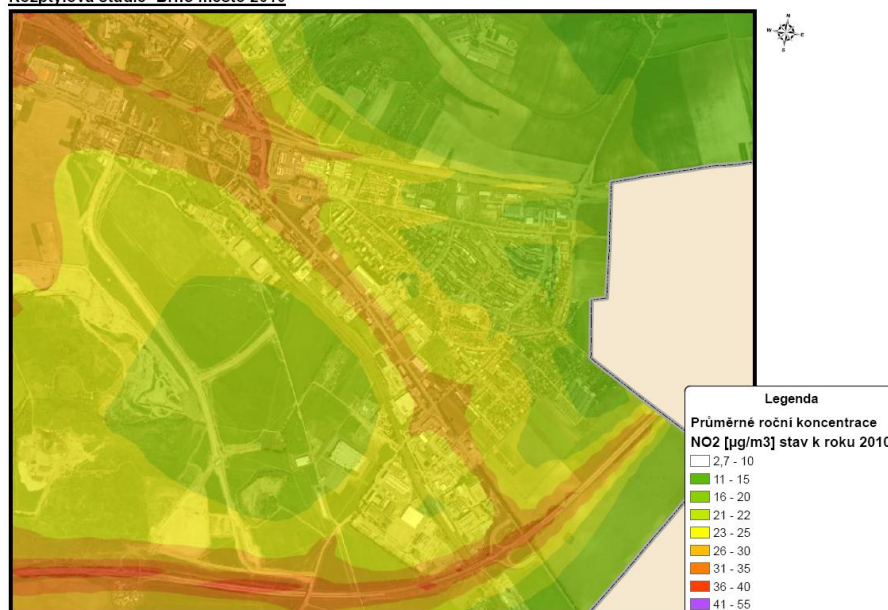 Rozptylová studie Brno město 2010
N
W
E
S
Legenda
Průměrné roční koncentrace
NO2 [µg/m3] stav k roku 2010
2,7 - 10
11 - 15
16 - 20
21 - 22
23 - 25
26 - 30
31 - 35
36 - 40
41 - 55